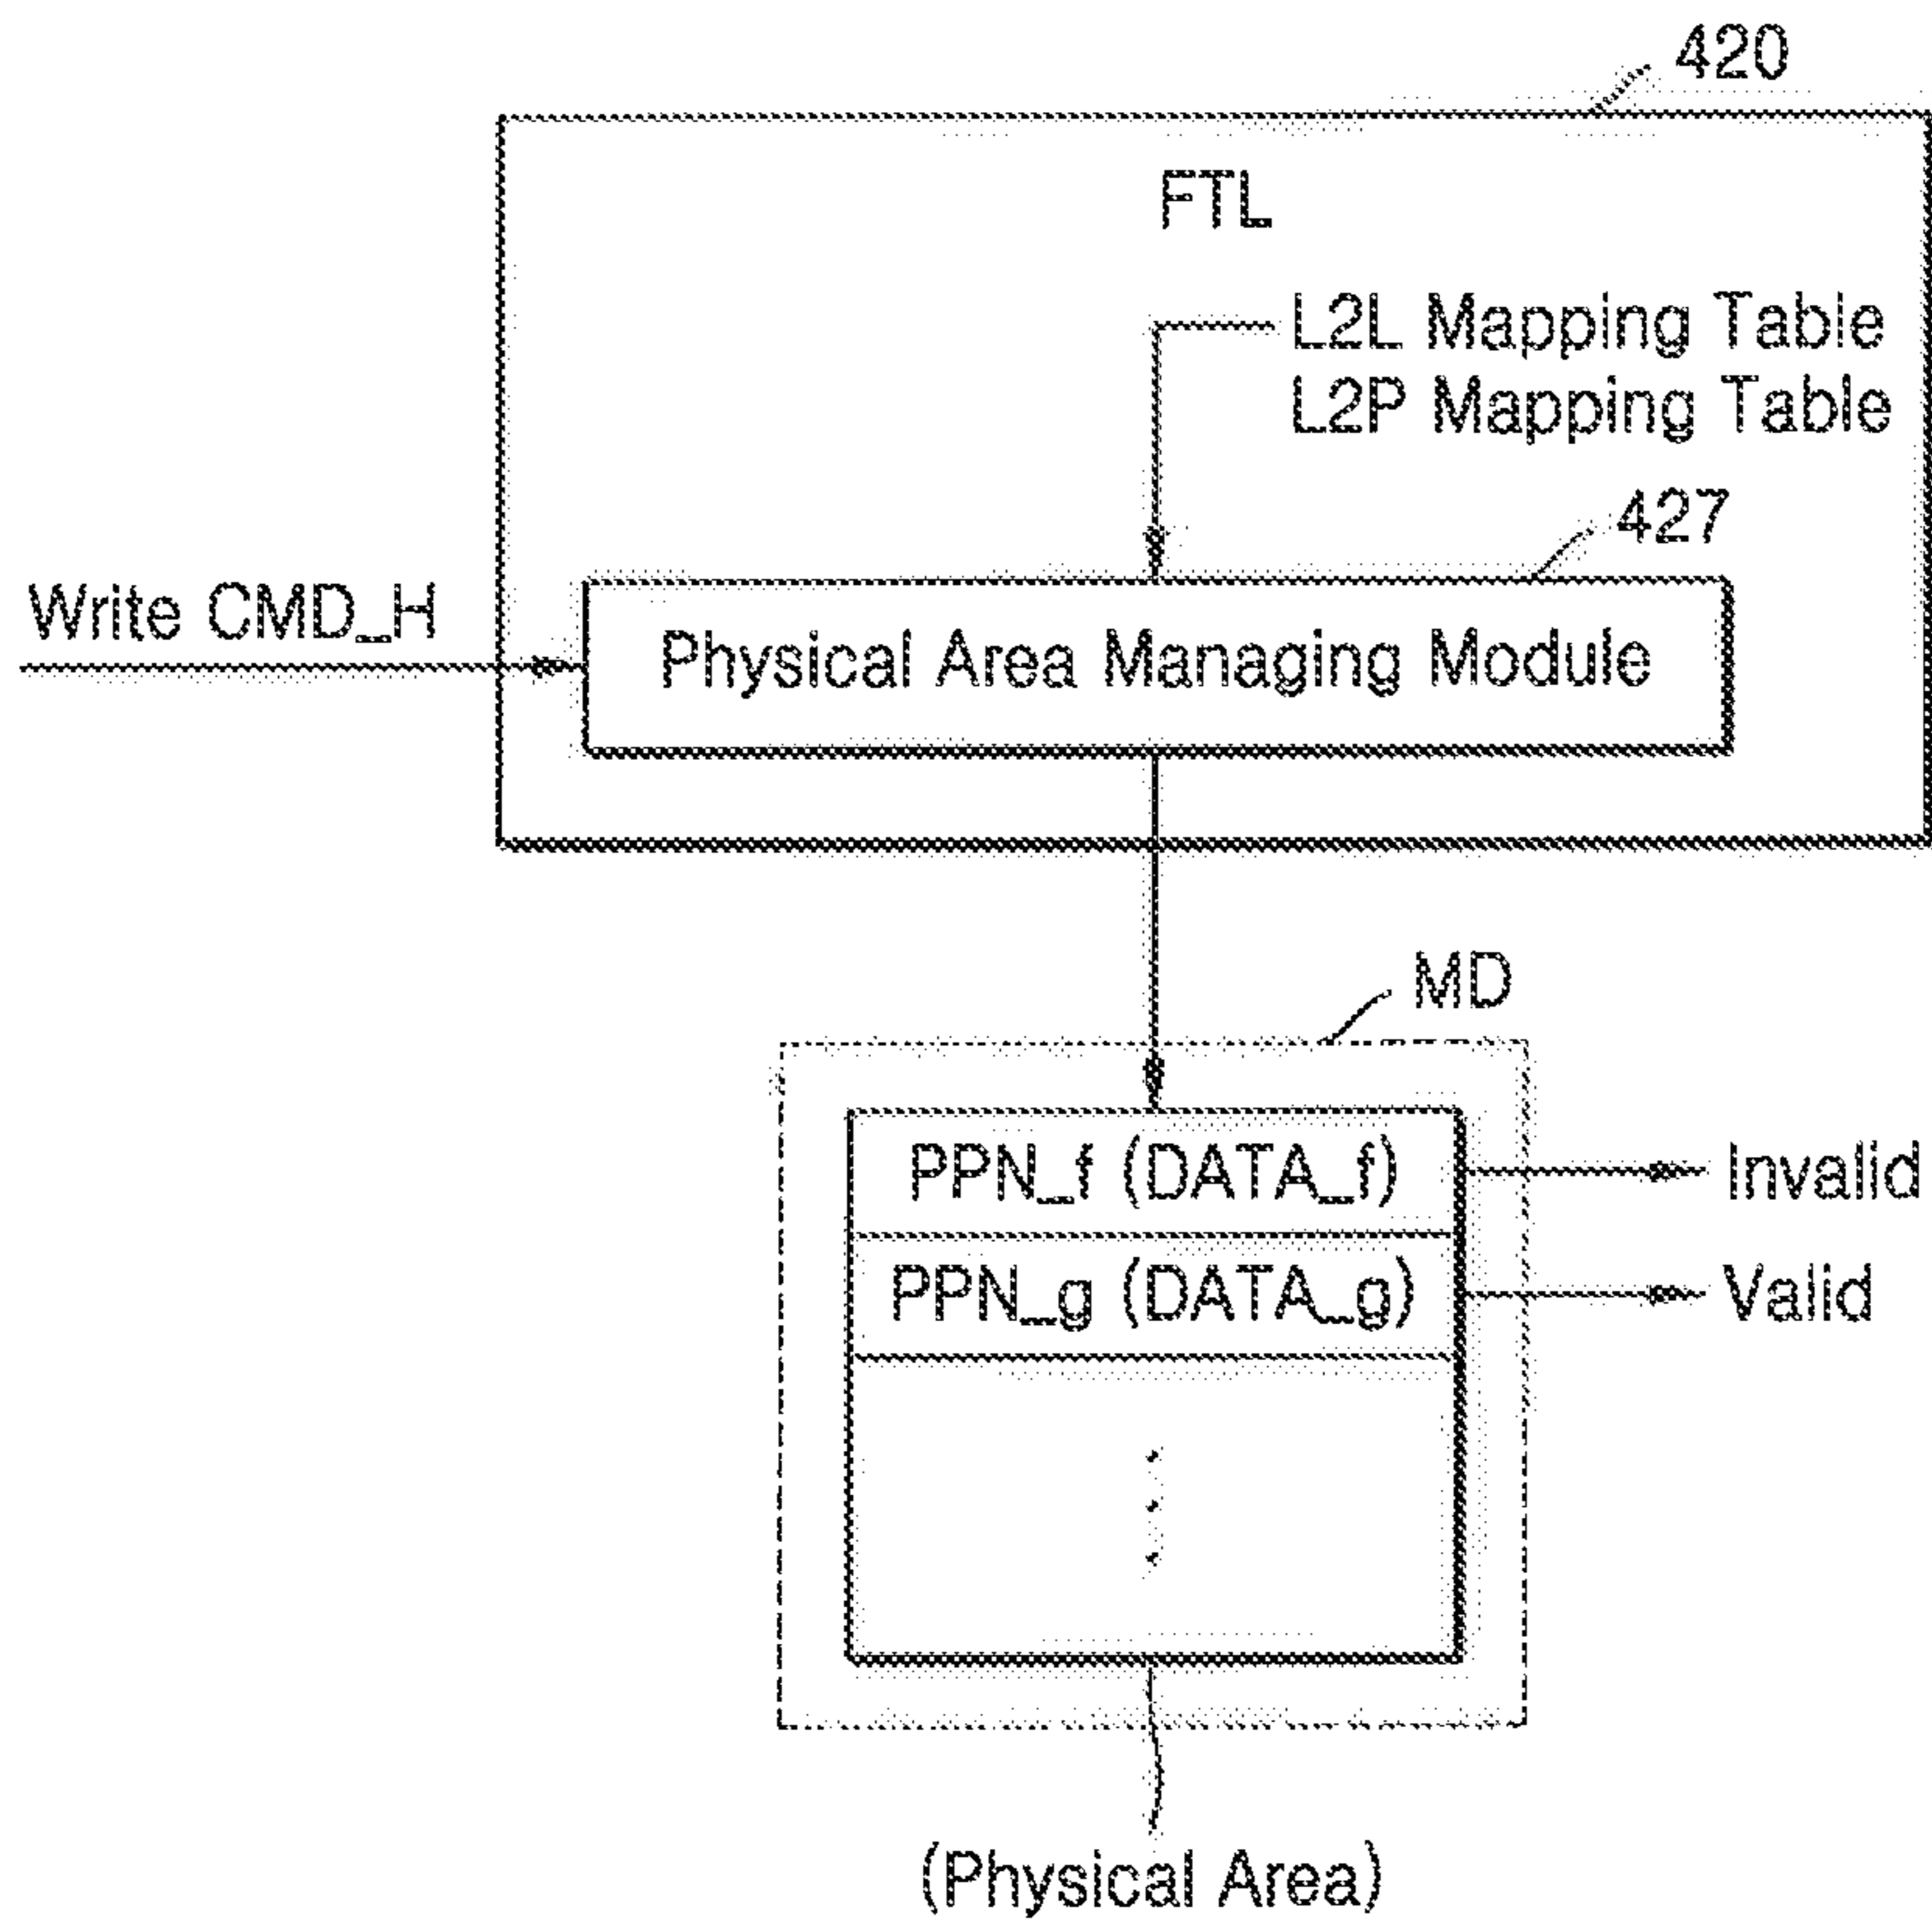 420
FTL
L2L Mapping Table
L2P Mapping Table
427
Write CMD_H
Physical Area Managing Module
MD
PPN_f (DATA_f)
Invalid
PPN_g (DATA_g)
Valid
(Physical Area)